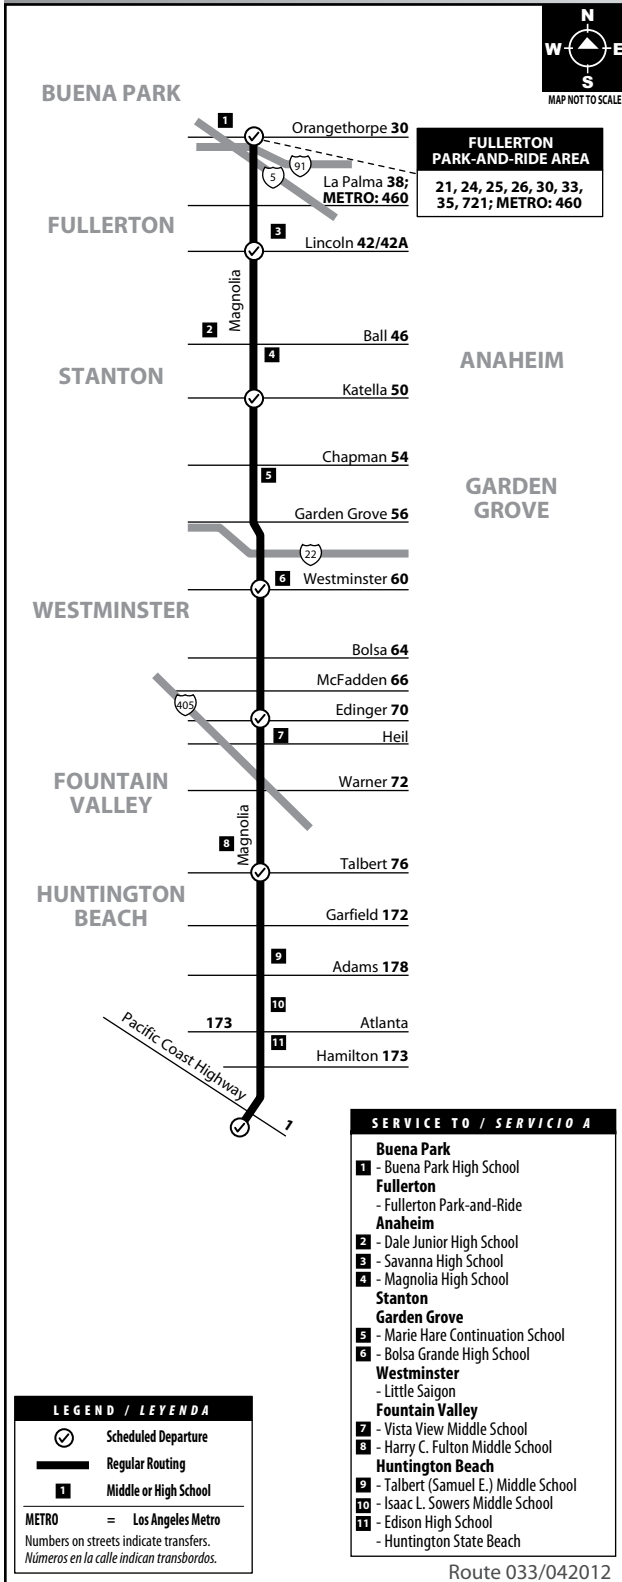 N
W E
S
MAP NOT TO SCALE
BUENA PARK
1
Orangethorpe 30
FULLERTON
PARK-AND-RIDE AREA
21, 24, 25, 26, 30, 33,
35, 721; METRO: 460
91
5
La Palma 38;
METRO: 460
FULLERTON
3
Lincoln 42/42A
Magnolia
2
Ball 46
4
ANAHEIM
STANTON
Katella 50
Chapman 54
5
GARDEN
GROVE
Garden Grove 56
22
6
Westminster 60
WESTMINSTER
Bolsa 64
McFadden 66
405
Edinger 70
7
Heil
FOUNTAIN
VALLEY
Warner 72
Magnolia
8
Talbert 76
HUNTINGTON
BEACH
Garfield 172
9
Adams 178
10
173
Atlanta
11
Hamilton 173
Pacific Coast Highway
1
SERVICE TO / SERVICIO A
Buena Park
1 - Buena Park High School
Fullerton
- Fullerton Park-and-Ride
Anaheim
2 - Dale Junior High School
3 - Savanna High School
4 - Magnolia High School
Stanton
Garden Grove
5 - Marie Hare Continuation School
6 - Bolsa Grande High School
Westminster
- Little Saigon
Fountain Valley
7 - Vista View Middle School
8 - Harry C. Fulton Middle School
Huntington Beach
9 - Talbert (Samuel E.) Middle School
10 - Isaac L. Sowers Middle School
11 - Edison High School
- Huntington State Beach
LEGEND / LEYENDA
Scheduled Departure
Regular Routing
1 Middle or High School
METRO = Los Angeles Metro
Numbers on streets indicate transfers.
Números en la calle indican transbordos.
Route 033/042012